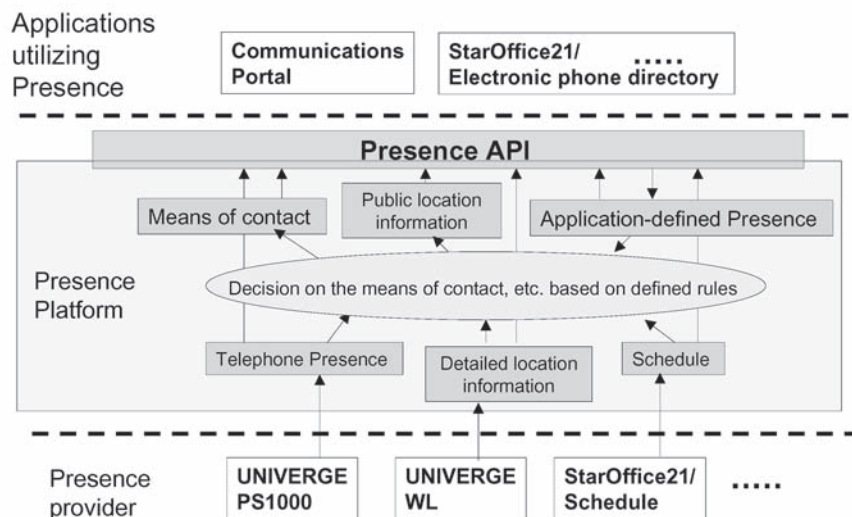 Applications
utilizing
Presence
Communications
Portal
StarOffice21/ .....
Electronic phone directory
Presence API
Means of contact
Public location
information
Application-defined Presence
Presence
Platform
Decision on the means of contact, etc. based on defined rules
Telephone Presence
Detailed location
information
Schedule
Presence
provider
UNIVERGE
PS1000
UNIVERGE
WL
StarOffice21/
Schedule
.....